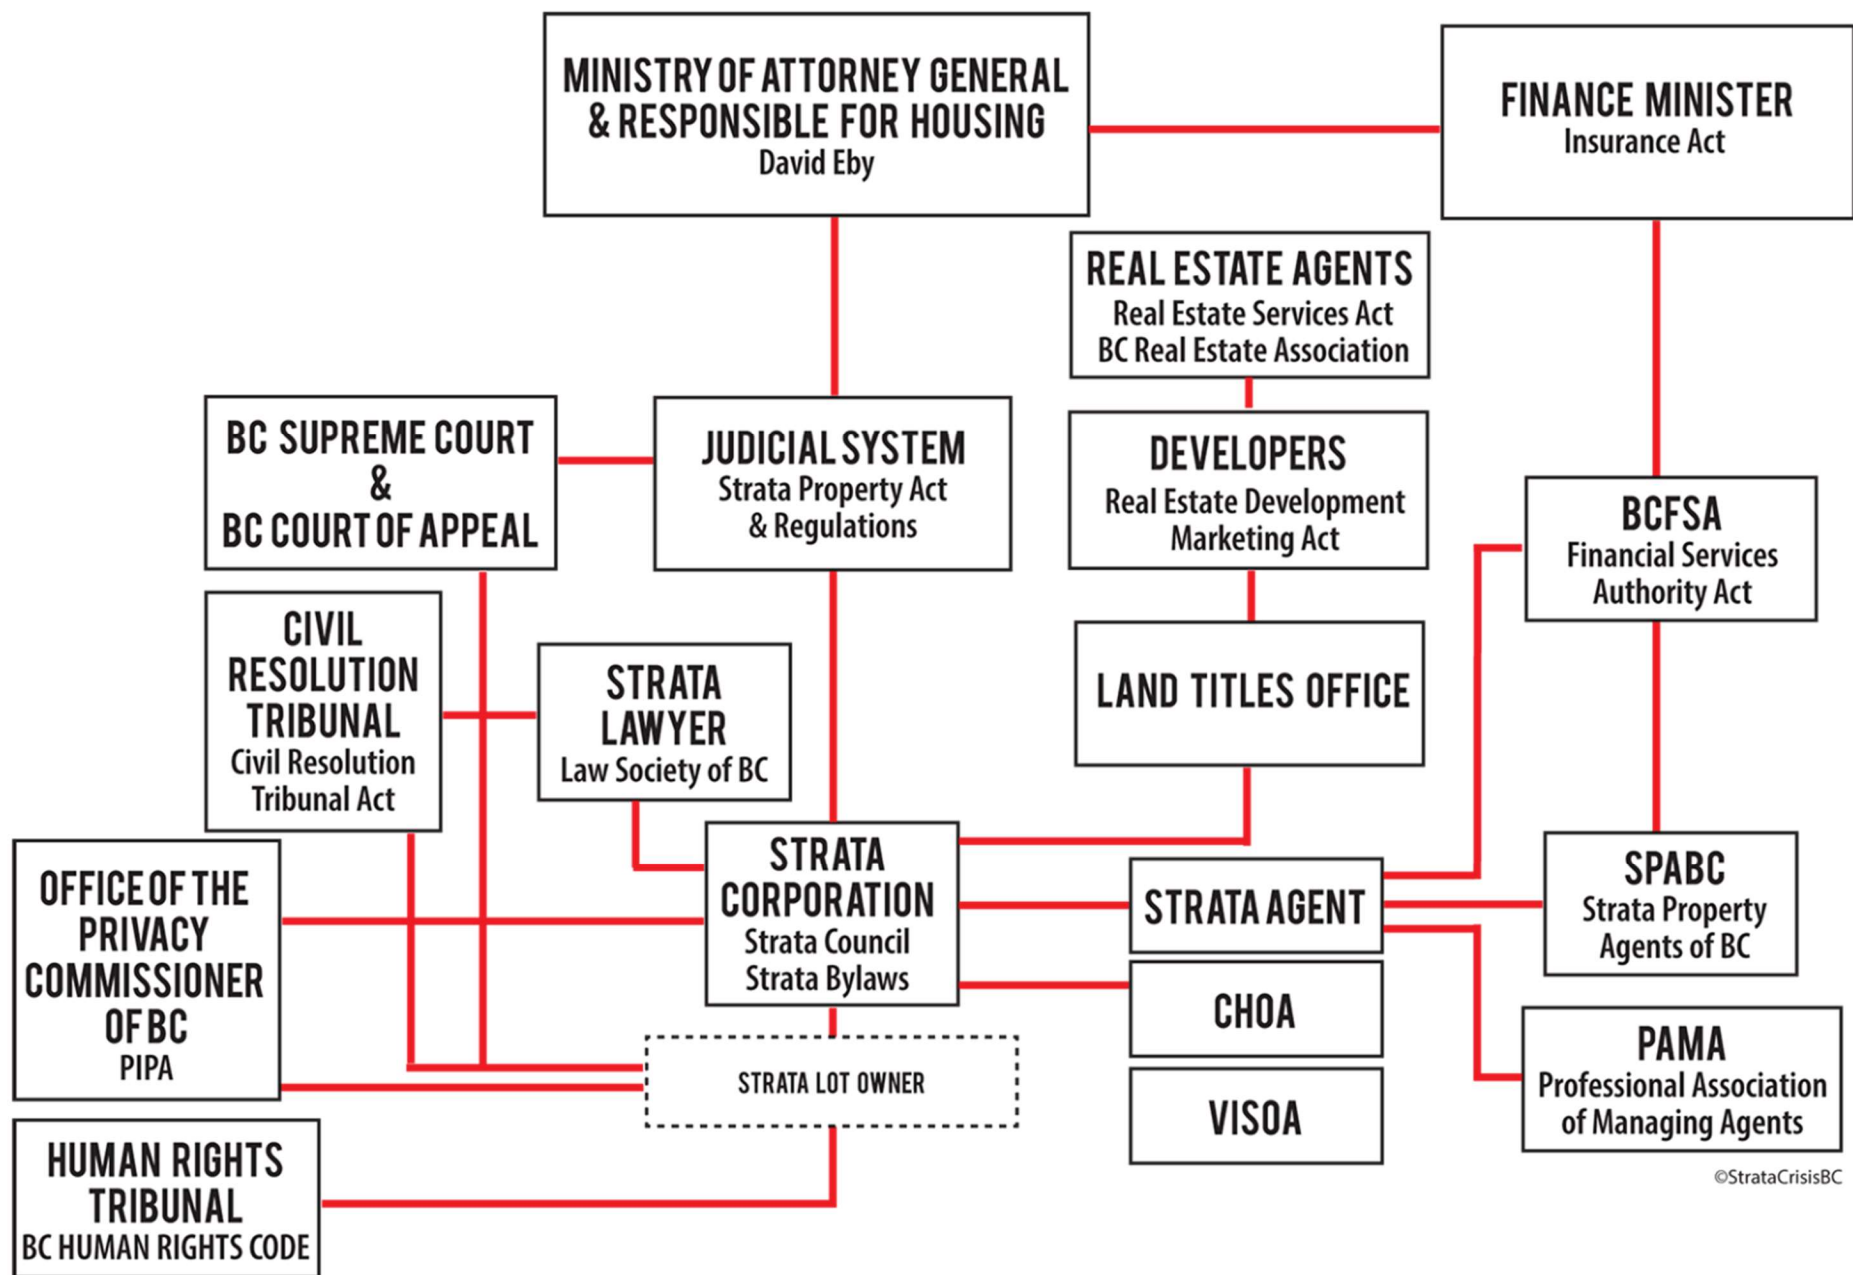 MINISTRY OF ATTORNEY GENERAL
& RESPONSIBLE FOR HOUSING
David Eby
FINANCE MINISTER
Insurance Act
REAL ESTATE AGENTS
Real Estate Services Act
BC Real Estate Association
BC SUPREME COURT
&
BC COURT OF APPEAL
JUDICIAL SYSTEM
Strata Property Act
& Regulations
DEVELOPERS
Real Estate Development
Marketing Act
BCFSA
Financial Services
Authority Act
CIVIL
RESOLUTION
TRIBUNAL
Civil Resolution
Tribunal Act
STRATA
LAWYER
Law Society of BC
LAND TITLES OFFICE
OFFICE OF THE
PRIVACY
COMMISSIONER
OF BC
PIPA
STRATA
CORPORATION
Strata Council
Strata Bylaws
STRATA AGENT
SPABC
Strata Property
Agents of BC
CHOA
STRATA LOT OWNER
VISOA
PAMA
Professional Association
of Managing Agents
HUMAN RIGHTS
TRIBUNAL
BC HUMAN RIGHTS CODE
©StrataCrisisBC